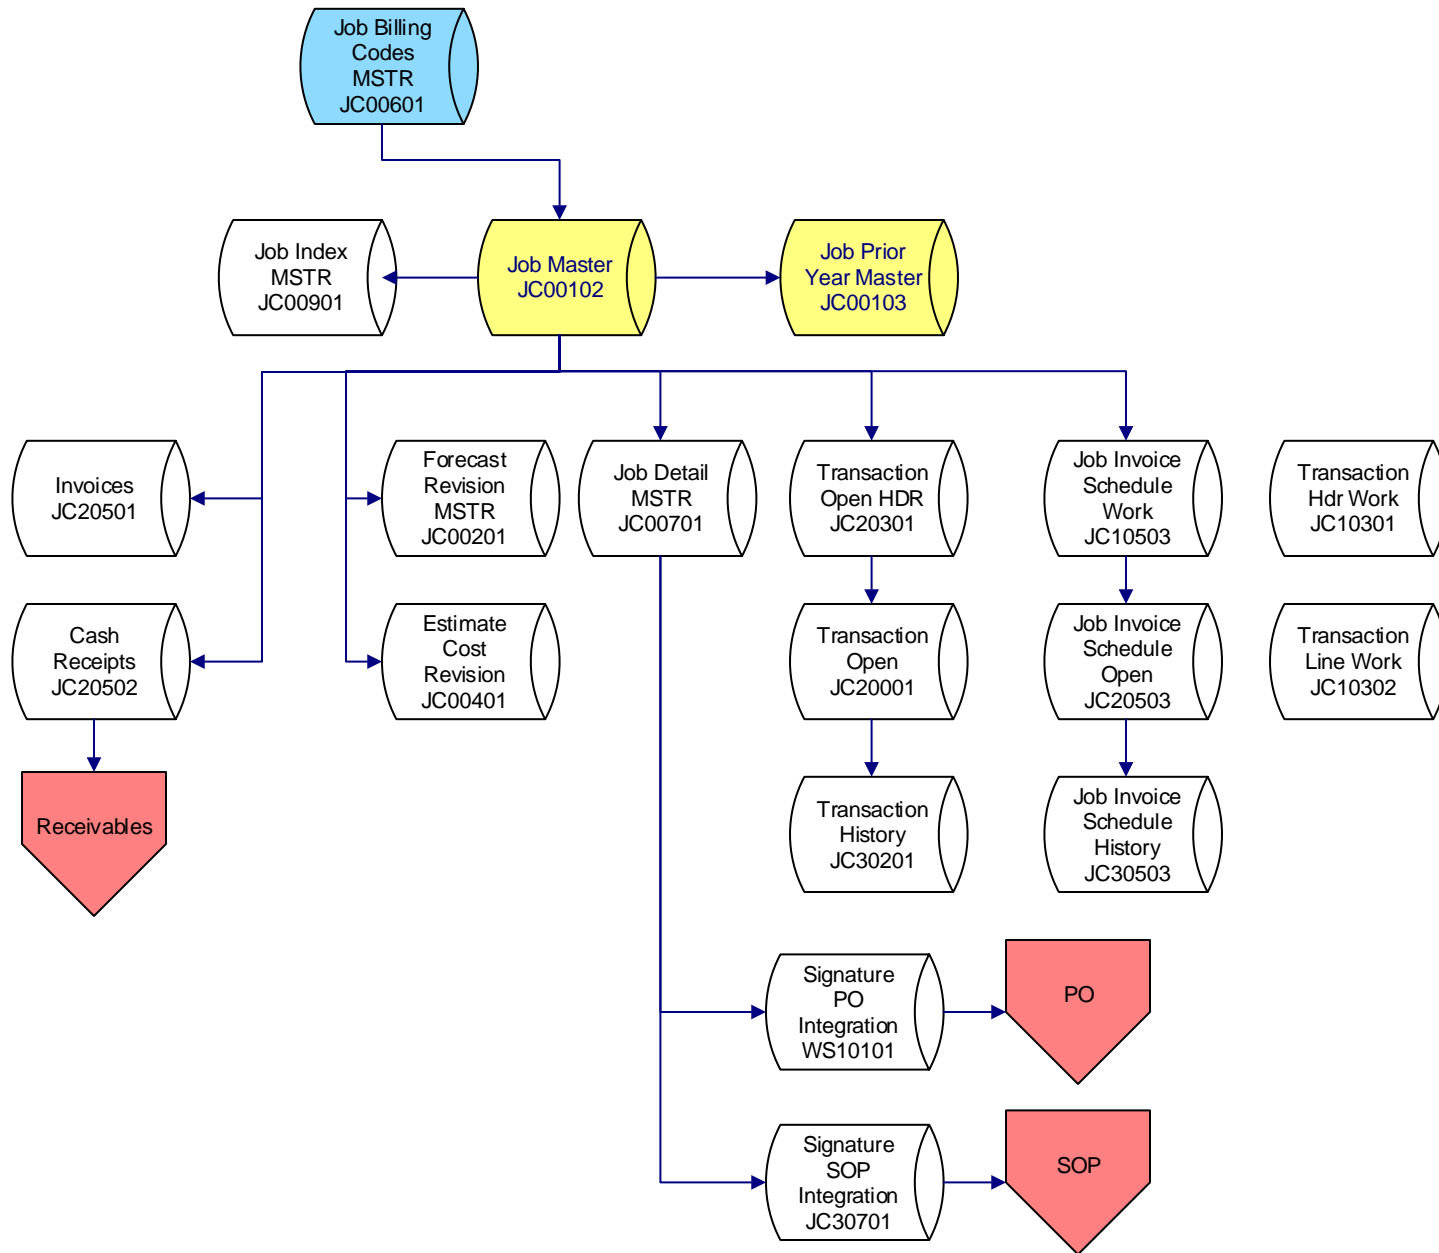 Job Billing
Codes
MSTR
JC00601
Job Index
MSTR
JC00901
Job Master
JC00102
Job Prior
Year Master
JC00103
Invoices
JC20501
Forecast
Revision
MSTR
JC00201
Job Detail
MSTR
JC00701
Transaction
Open HDR
JC20301
Job Invoice
Schedule
Work
JC10503
Transaction
Hdr Work
JC10301
Cash
Receipts
JC20502
Estimate
Cost
Revision
JC00401
Transaction
Open
JC20001
Job Invoice
Schedule
Open
JC20503
Transaction
Line Work
JC10302
Receivables
Transaction
History
JC30201
Job Invoice
Schedule
History
JC30503
Signature
PO
Integration
WS10101
PO
Signature
SOP
Integration
JC30701
SOP